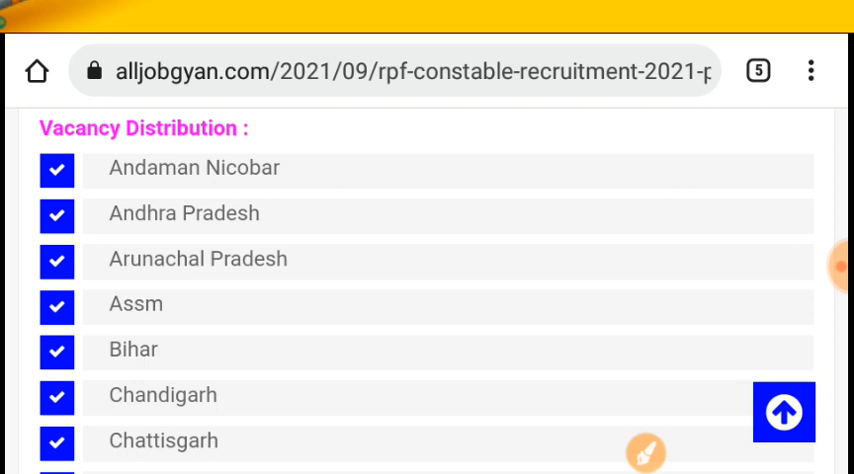 alljobgyan.com/2021/09/rpf-constable-recruitment-2021-p
5
Vacancy Distribution :
Andaman Nicobar
Andhra Pradesh
Arunachal Pradesh
Assm
Bihar
Chandigarh
Chattisgarh